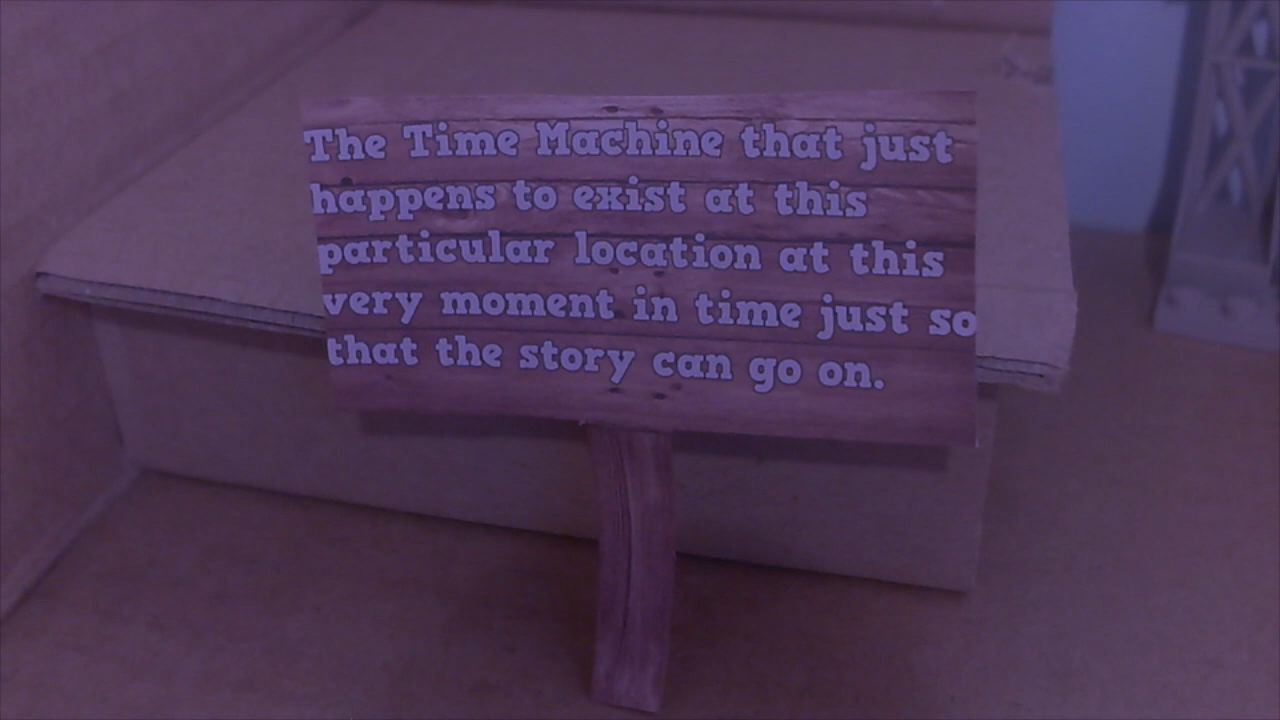 The Time Machine that just
happens to exist at this
particular location at this
very moment in time just so
that the story can go on.